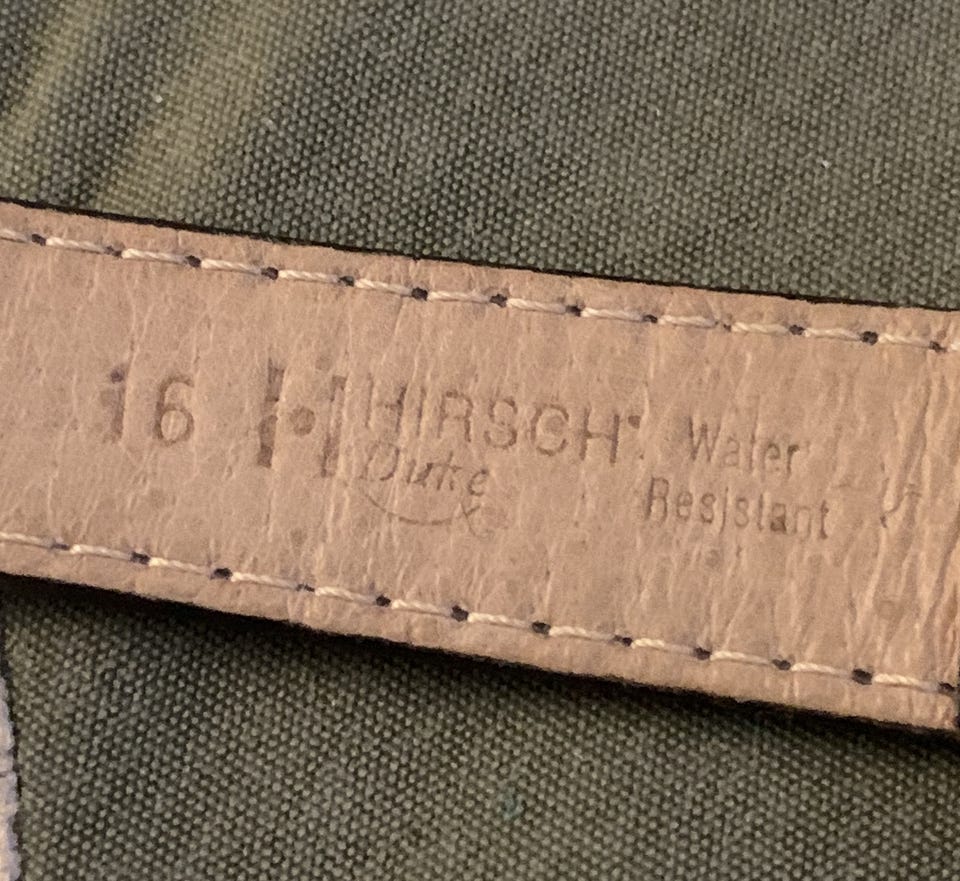 16 HIRSCH
Duke
Water
Resistant